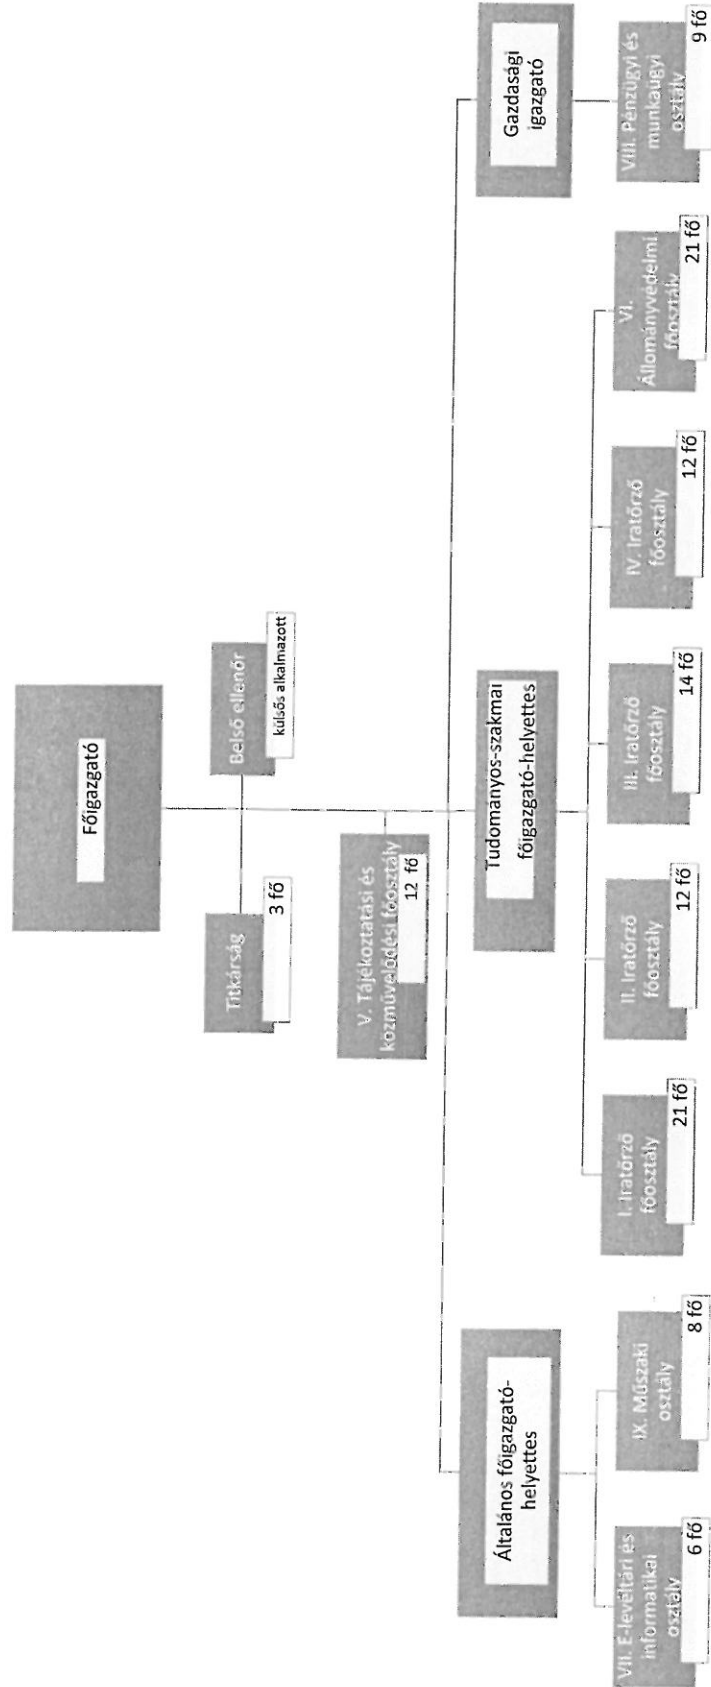 Főigazgató
Titkárság
3 fő
Belső ellenőr
külsős alkalmazott
V. Tájékoztatási és
közművelődési főosztály
12 fő
Általános főigazgató-
helyettes
Tudományos-szakmai
főigazgató-helyettes
Gazdasági
igazgató
VII. E-levéltári és
informatikai
osztály
6 fő
IX. Műszaki
osztály
8 fő
I. Iratőrző
főosztály
21 fő
II. Iratőrző
főosztály
12 fő
III. Iratőrző
főosztály
14 fő
IV. Iratőrző
főosztály
12 fő
VI.
Állományvédelmi
főosztály
21 fő
VIII. Pénzügyi és
munkaügyi
osztály
9 fő